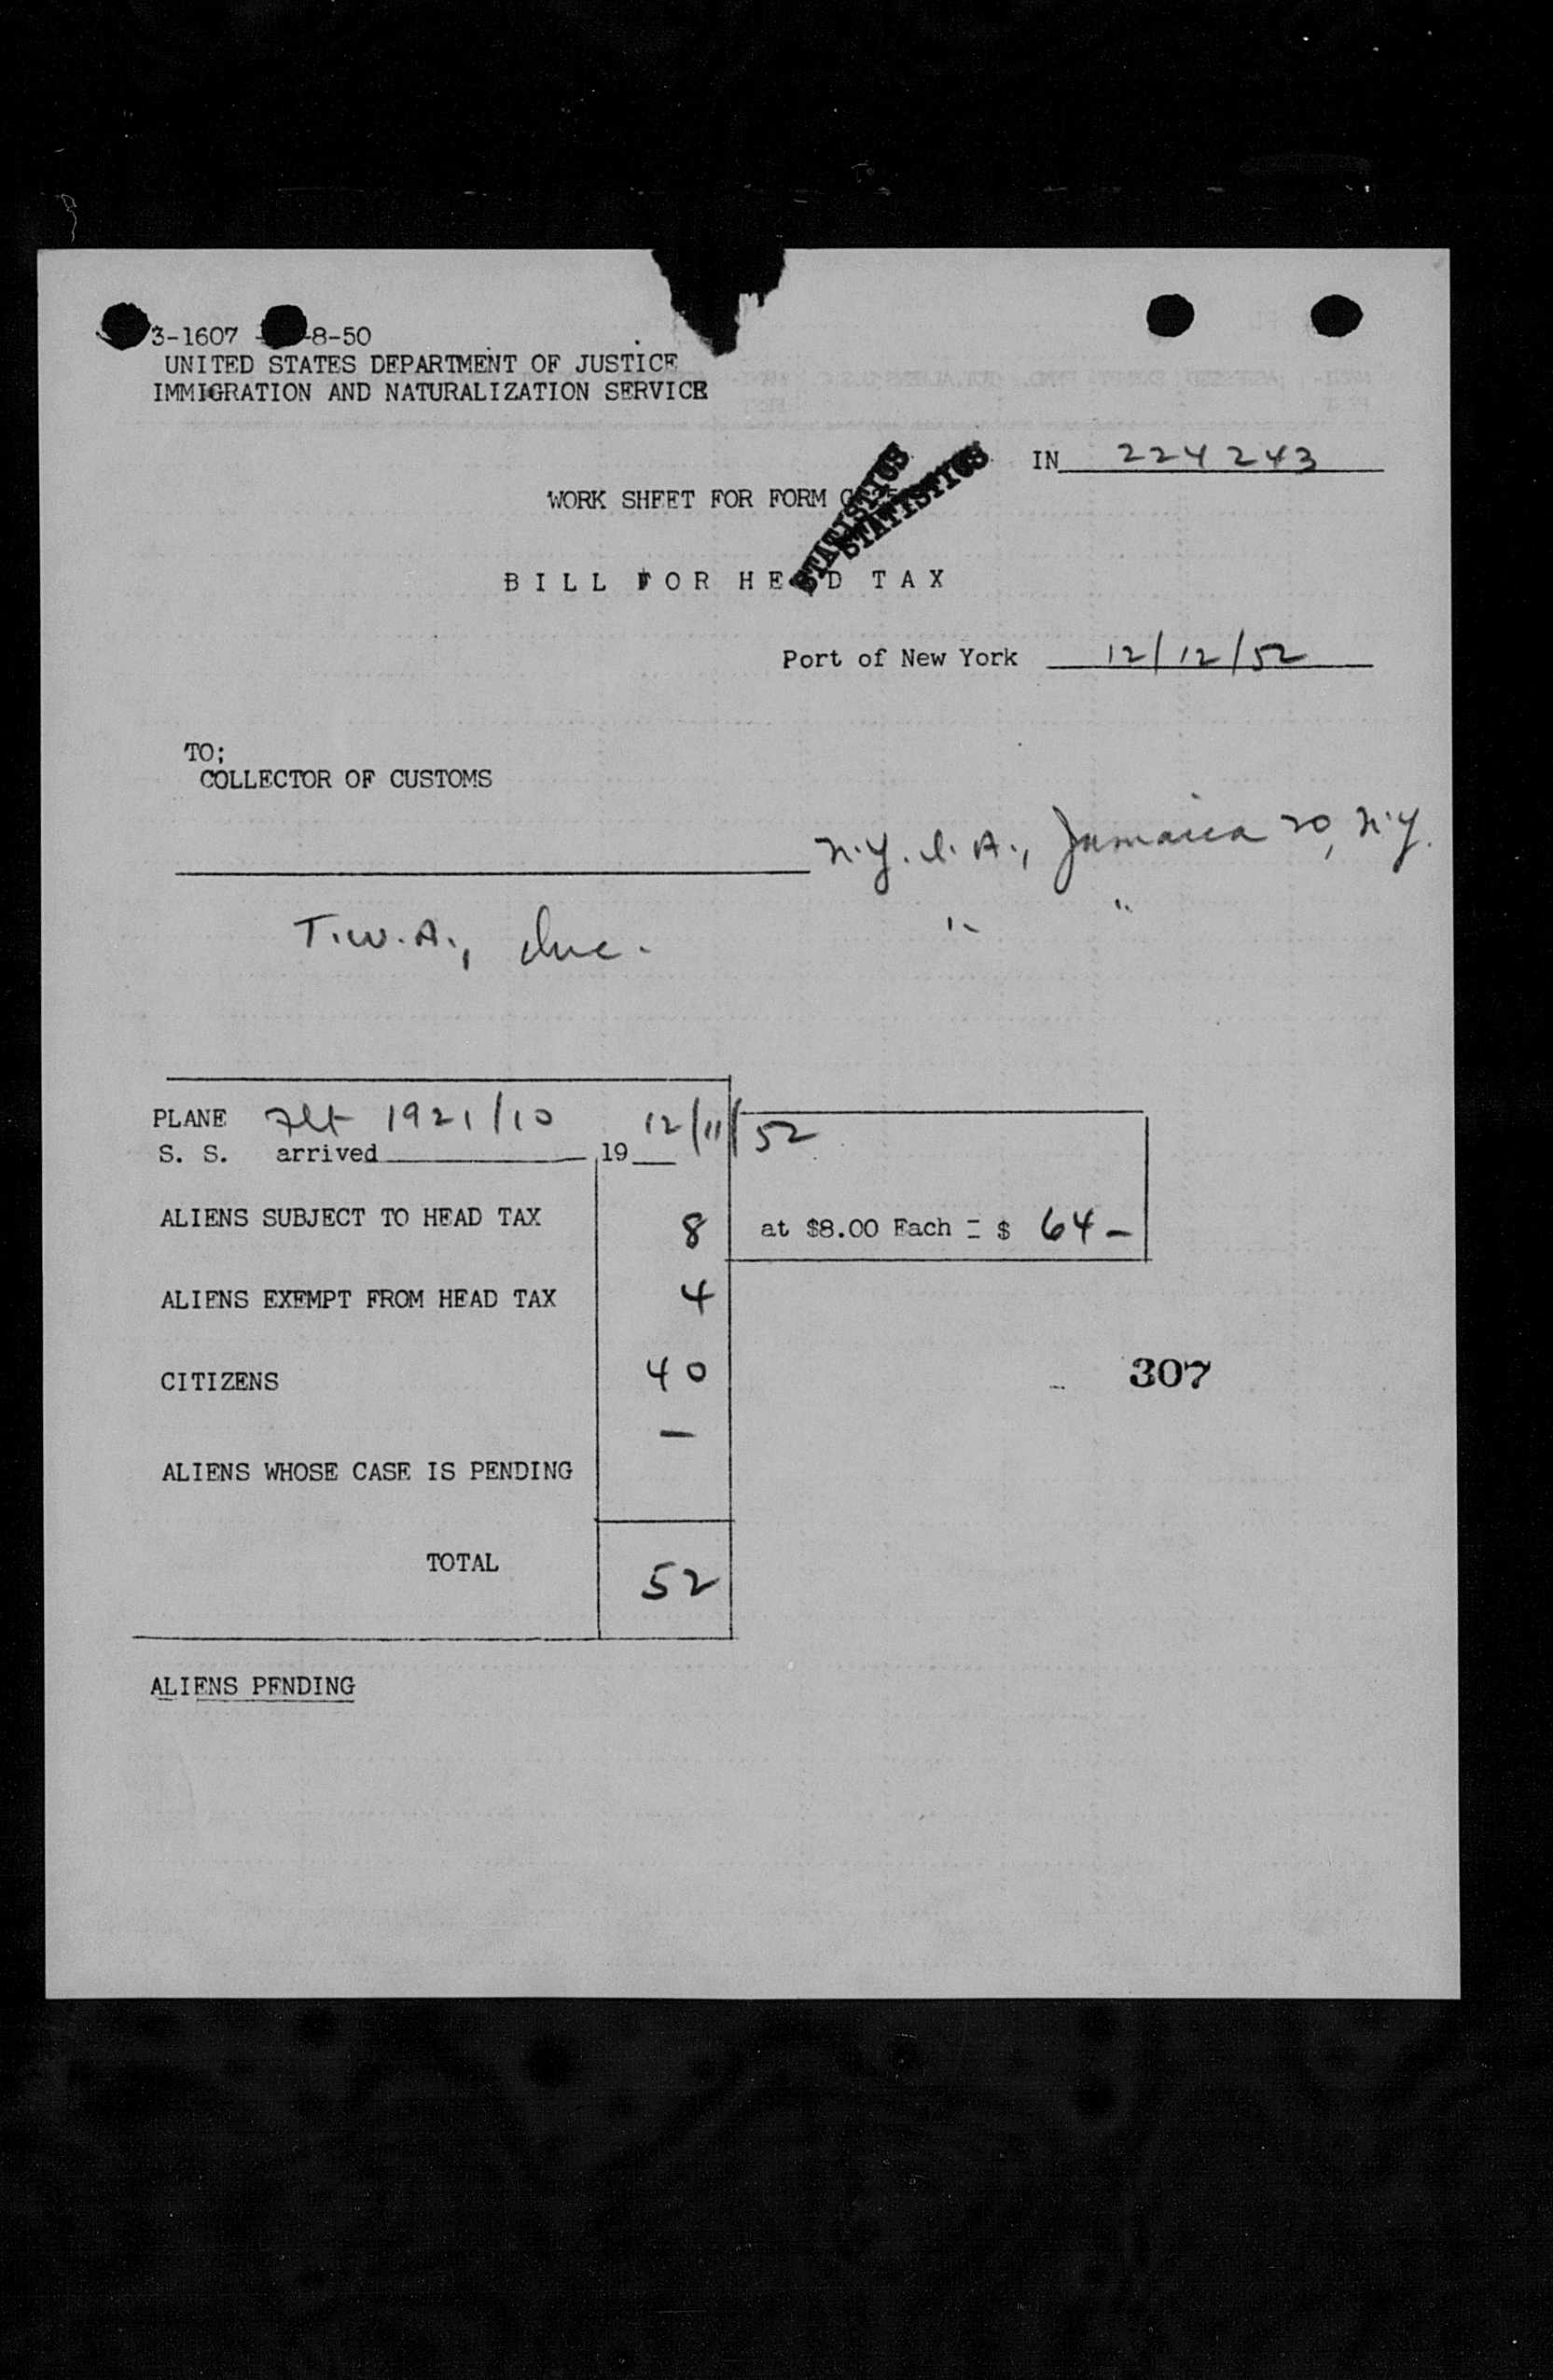 3-1607 8-50
UNITED STATES DEPARTMENT OF JUSTICE
IMMIGRATION AND NATURALIZATION SERVICE
IN 224243
WORK SHEET FOR FORM
STATISTICS
STATISTICS
BILL FOR HEAD TAX
Port of New York 12/12/52
TO;
COLLECTOR OF CUSTOMS
N.Y.I.A., Jamaica 20, N.Y.
T.W.A., Inc. " "
PLANE Flt 1921/10 12/11/52
S. S. arrived 19
ALIENS SUBJECT TO HEAD TAX 8 at $8.00 Each = $ 64-
ALIENS EXEMPT FROM HEAD TAX 4
CITIZENS 40
307
ALIENS WHOSE CASE IS PENDING -
TOTAL 52
ALIENS PENDING